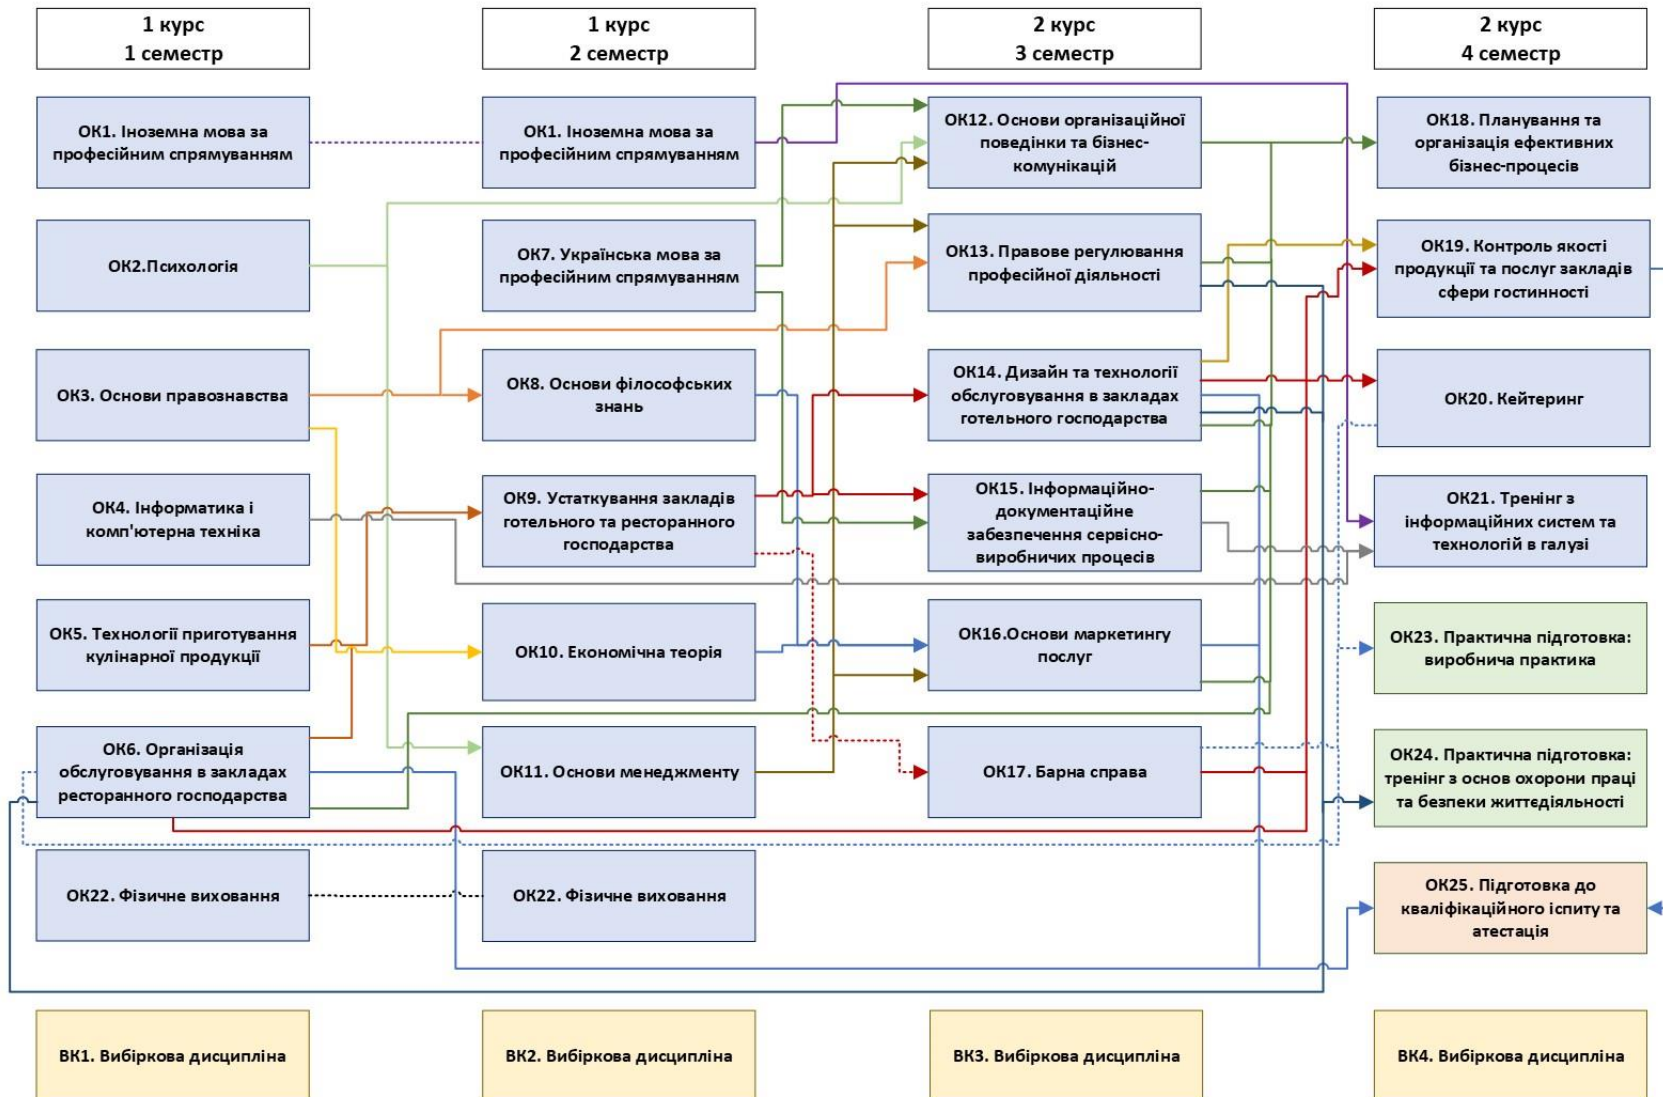 1 курс
1 семестр
1 курс
2 семестр
2 курс
3 семестр
2 курс
4 семестр
ОК1. Іноземна мова за
професійним спрямуванням
ОК1. Іноземна мова за
професійним спрямуванням
ОК12. Основи організаційної
поведінки та бізнес-
комунікацій
ОК18. Планування та
організація ефективних
бізнес-процесів
ОК2.Психологія
ОК7. Українська мова за
професійним спрямуванням
ОК13. Правове регулювання
професійної діяльності
ОК19. Контроль якості
продукції та послуг закладів
сфери гостинності
ОК3. Основи правознавства
ОК8. Основи філософських
знань
ОК14. Дизайн та технології
обслуговування в закладах
готельного господарства
ОК20. Кейтеринг
ОК4. Інформатика і
комп'ютерна техніка
ОК9. Устаткування закладів
готельного та ресторанного
господарства
ОК15. Інформаційно-
документаційне
забезпечення сервісно-
виробничих процесів
ОК21. Тренінг з
інформаційних систем та
технологій в галузі
ОК5. Технології приготування
кулінарної продукції
ОК10. Економічна теорія
ОК16.Основи маркетингу
послуг
ОК23. Практична підготовка:
виробнича практика
ОК6. Організація
обслуговування в закладах
ресторанного господарства
ОК11. Основи менеджменту
ОК17. Барна справа
ОК24. Практична підготовка:
тренінг з основ охорони праці
та безпеки життєдіяльності
ОК22. Фізичне виховання
ОК22. Фізичне виховання
ОК25. Підготовка до
кваліфікаційного іспиту та
атестація
ВК1. Вибіркова дисципліна
ВК2. Вибіркова дисципліна
ВК3. Вибіркова дисципліна
ВК4. Вибіркова дисципліна